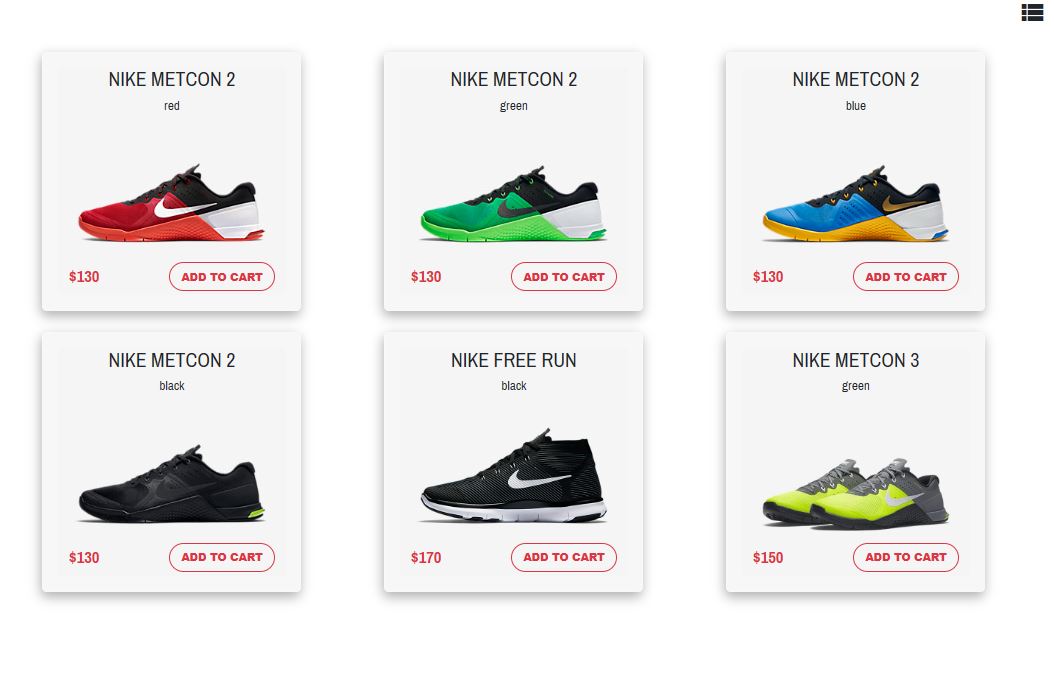 NIKE METCON 2
red
$130
ADD TO CART
NIKE METCON 2
green
$130
ADD TO CART
NIKE METCON 2
blue
$130
ADD TO CART
NIKE METCON 2
black
$130
ADD TO CART
NIKE FREE RUN
black
$170
ADD TO CART
NIKE METCON 3
green
$150
ADD TO CART